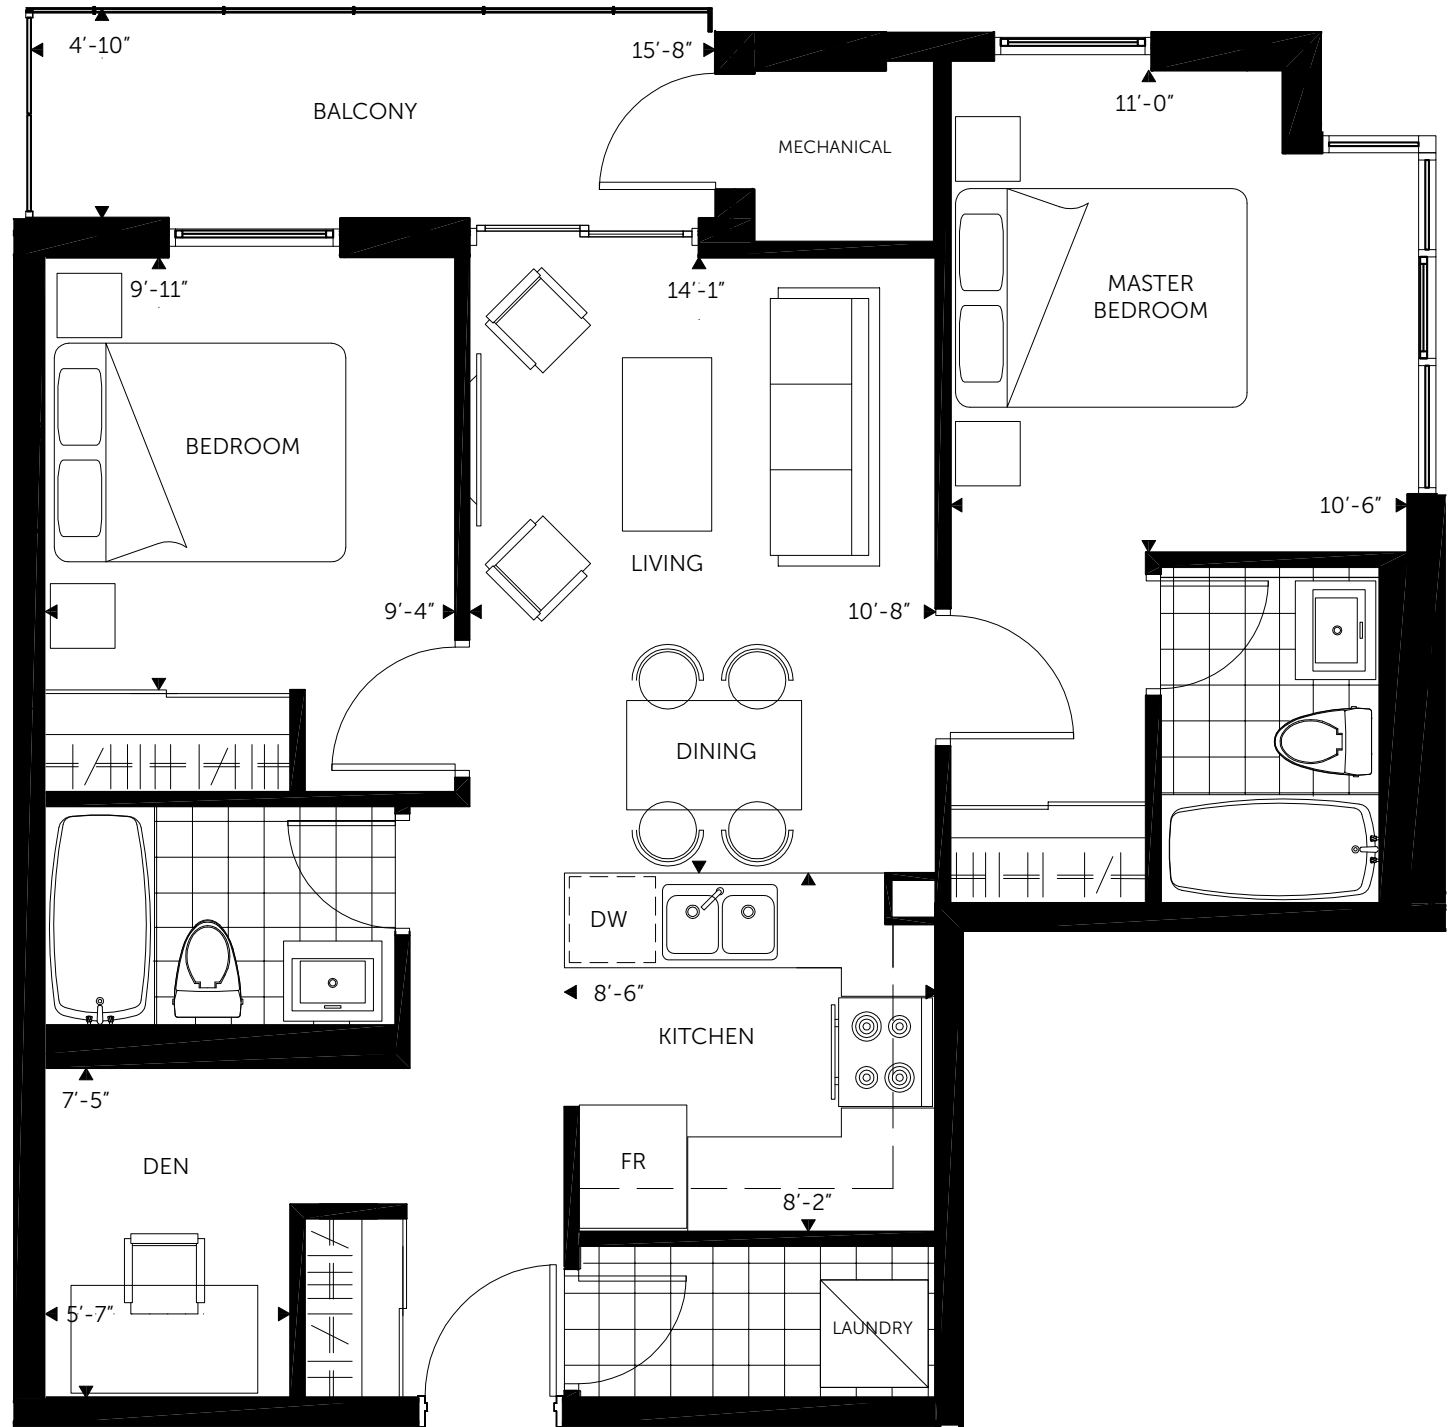 4'-10"
15'-8"
BALCONY
MECHANICAL
11'-0"
9'-11"
14'-1"
MASTER
BEDROOM
BEDROOM
10'-6"
LIVING
9'-4"
10'-8"
DINING
DW
8'-6"
KITCHEN
7'-5"
DEN
FR
8'-2"
5'-7"
LAUNDRY